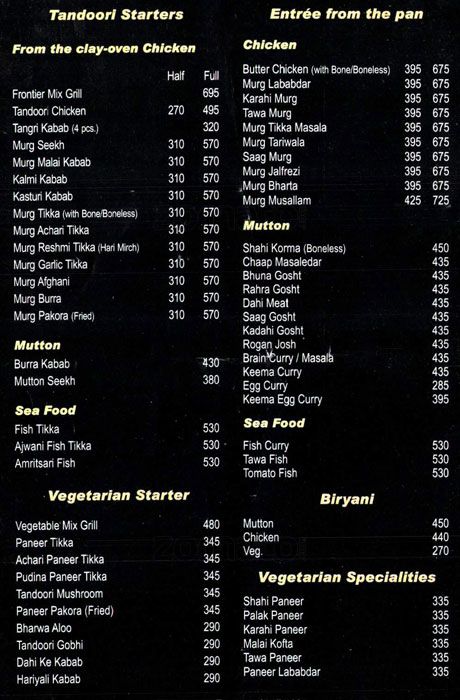 Tandoori Starters
From the clay-oven Chicken
Half Full
Frontier Mix Grill 695
Tandoori Chicken 270 495
Tangri Kabab (4 pcs.) 320
Murg Seekh 310 570
Murg Malai Kabab 310 570
Kalmi Kabab 310 570
Kasturi Kabab 310 570
Murg Tikka (with Bone/Boneless) 310 570
Murg Achari Tikka 310 570
Murg Reshmi Tikka (Hari Mirch) 310 570
Murg Garlic Tikka 310 570
Murg Afghani 310 570
Murg Burra 310 570
Murg Pakora (Fried) 310 570
Mutton
Burra Kabab 430
Mutton Seekh 380
Sea Food
Fish Tikka 530
Ajwani Fish Tikka 530
Amritsari Fish 530
Vegetarian Starter
Vegetable Mix Grill 480
Paneer Tikka 345
Achari Paneer Tikka 345
Pudina Paneer Tikka 345
Tandoori Mushroom 345
Paneer Pakora (Fried) 345
Bharwa Aloo 290
Tandoori Gobhi 290
Dahi Ke Kabab 290
Hariyali Kabab 290
Entrée from the pan
Chicken
Butter Chicken (with Bone/Boneless) 395 675
Murg Lababdar 395 675
Karahi Murg 395 675
Tawa Murg 395 675
Murg Tikka Masala 395 675
Murg Tariwala 395 675
Saag Murg 395 675
Murg Jalfrezi 395 675
Murg Bharta 395 675
Murg Musallam 425 725
Mutton
Shahi Korma (Boneless) 450
Chaap Masaledar 435
Bhuna Gosht 435
Rahra Gosht 435
Dahi Meat 435
Saag Gosht 435
Kadahi Gosht 435
Rogan Josh 435
Brain Curry / Masala 435
Keema Curry 435
Egg Curry 285
Keema Egg Curry 395
Sea Food
Fish Curry 530
Tawa Fish 530
Tomato Fish 530
Biryani
Mutton 450
Chicken 440
Veg. 270
Vegetarian Specialities
Shahi Paneer 335
Palak Paneer 335
Karahi Paneer 335
Malai Kofta 335
Tawa Paneer 335
Paneer Lababdar 335